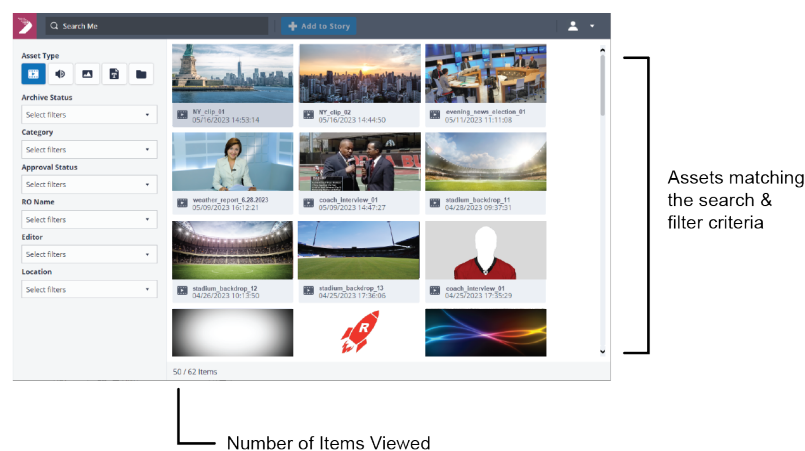 Search Me
Add to Story
Asset Type
Archive Status
Select filters
Category
Select filters
Approval Status
Select filters
RO Name
Select filters
Editor
Select filters
Location
Select filters
NY_clip_01
05/16/2023 14:53:14
NY_clip_02
05/16/2023 14:44:50
evening_news_election_01
05/11/2023 11:11:08
weather_report_6.28.2023
05/09/2023 16:12:21
coach_interview_01
05/09/2023 14:47:27
stadium_backdrop_11
04/28/2023 09:37:31
stadium_backdrop_12
04/26/2023 10:13:50
stadium_backdrop_13
04/25/2023 17:36:06
coach_interview_01
04/25/2023 17:35:29
R
50 / 62 Items
Assets matching
the search &
filter criteria
Number of Items Viewed